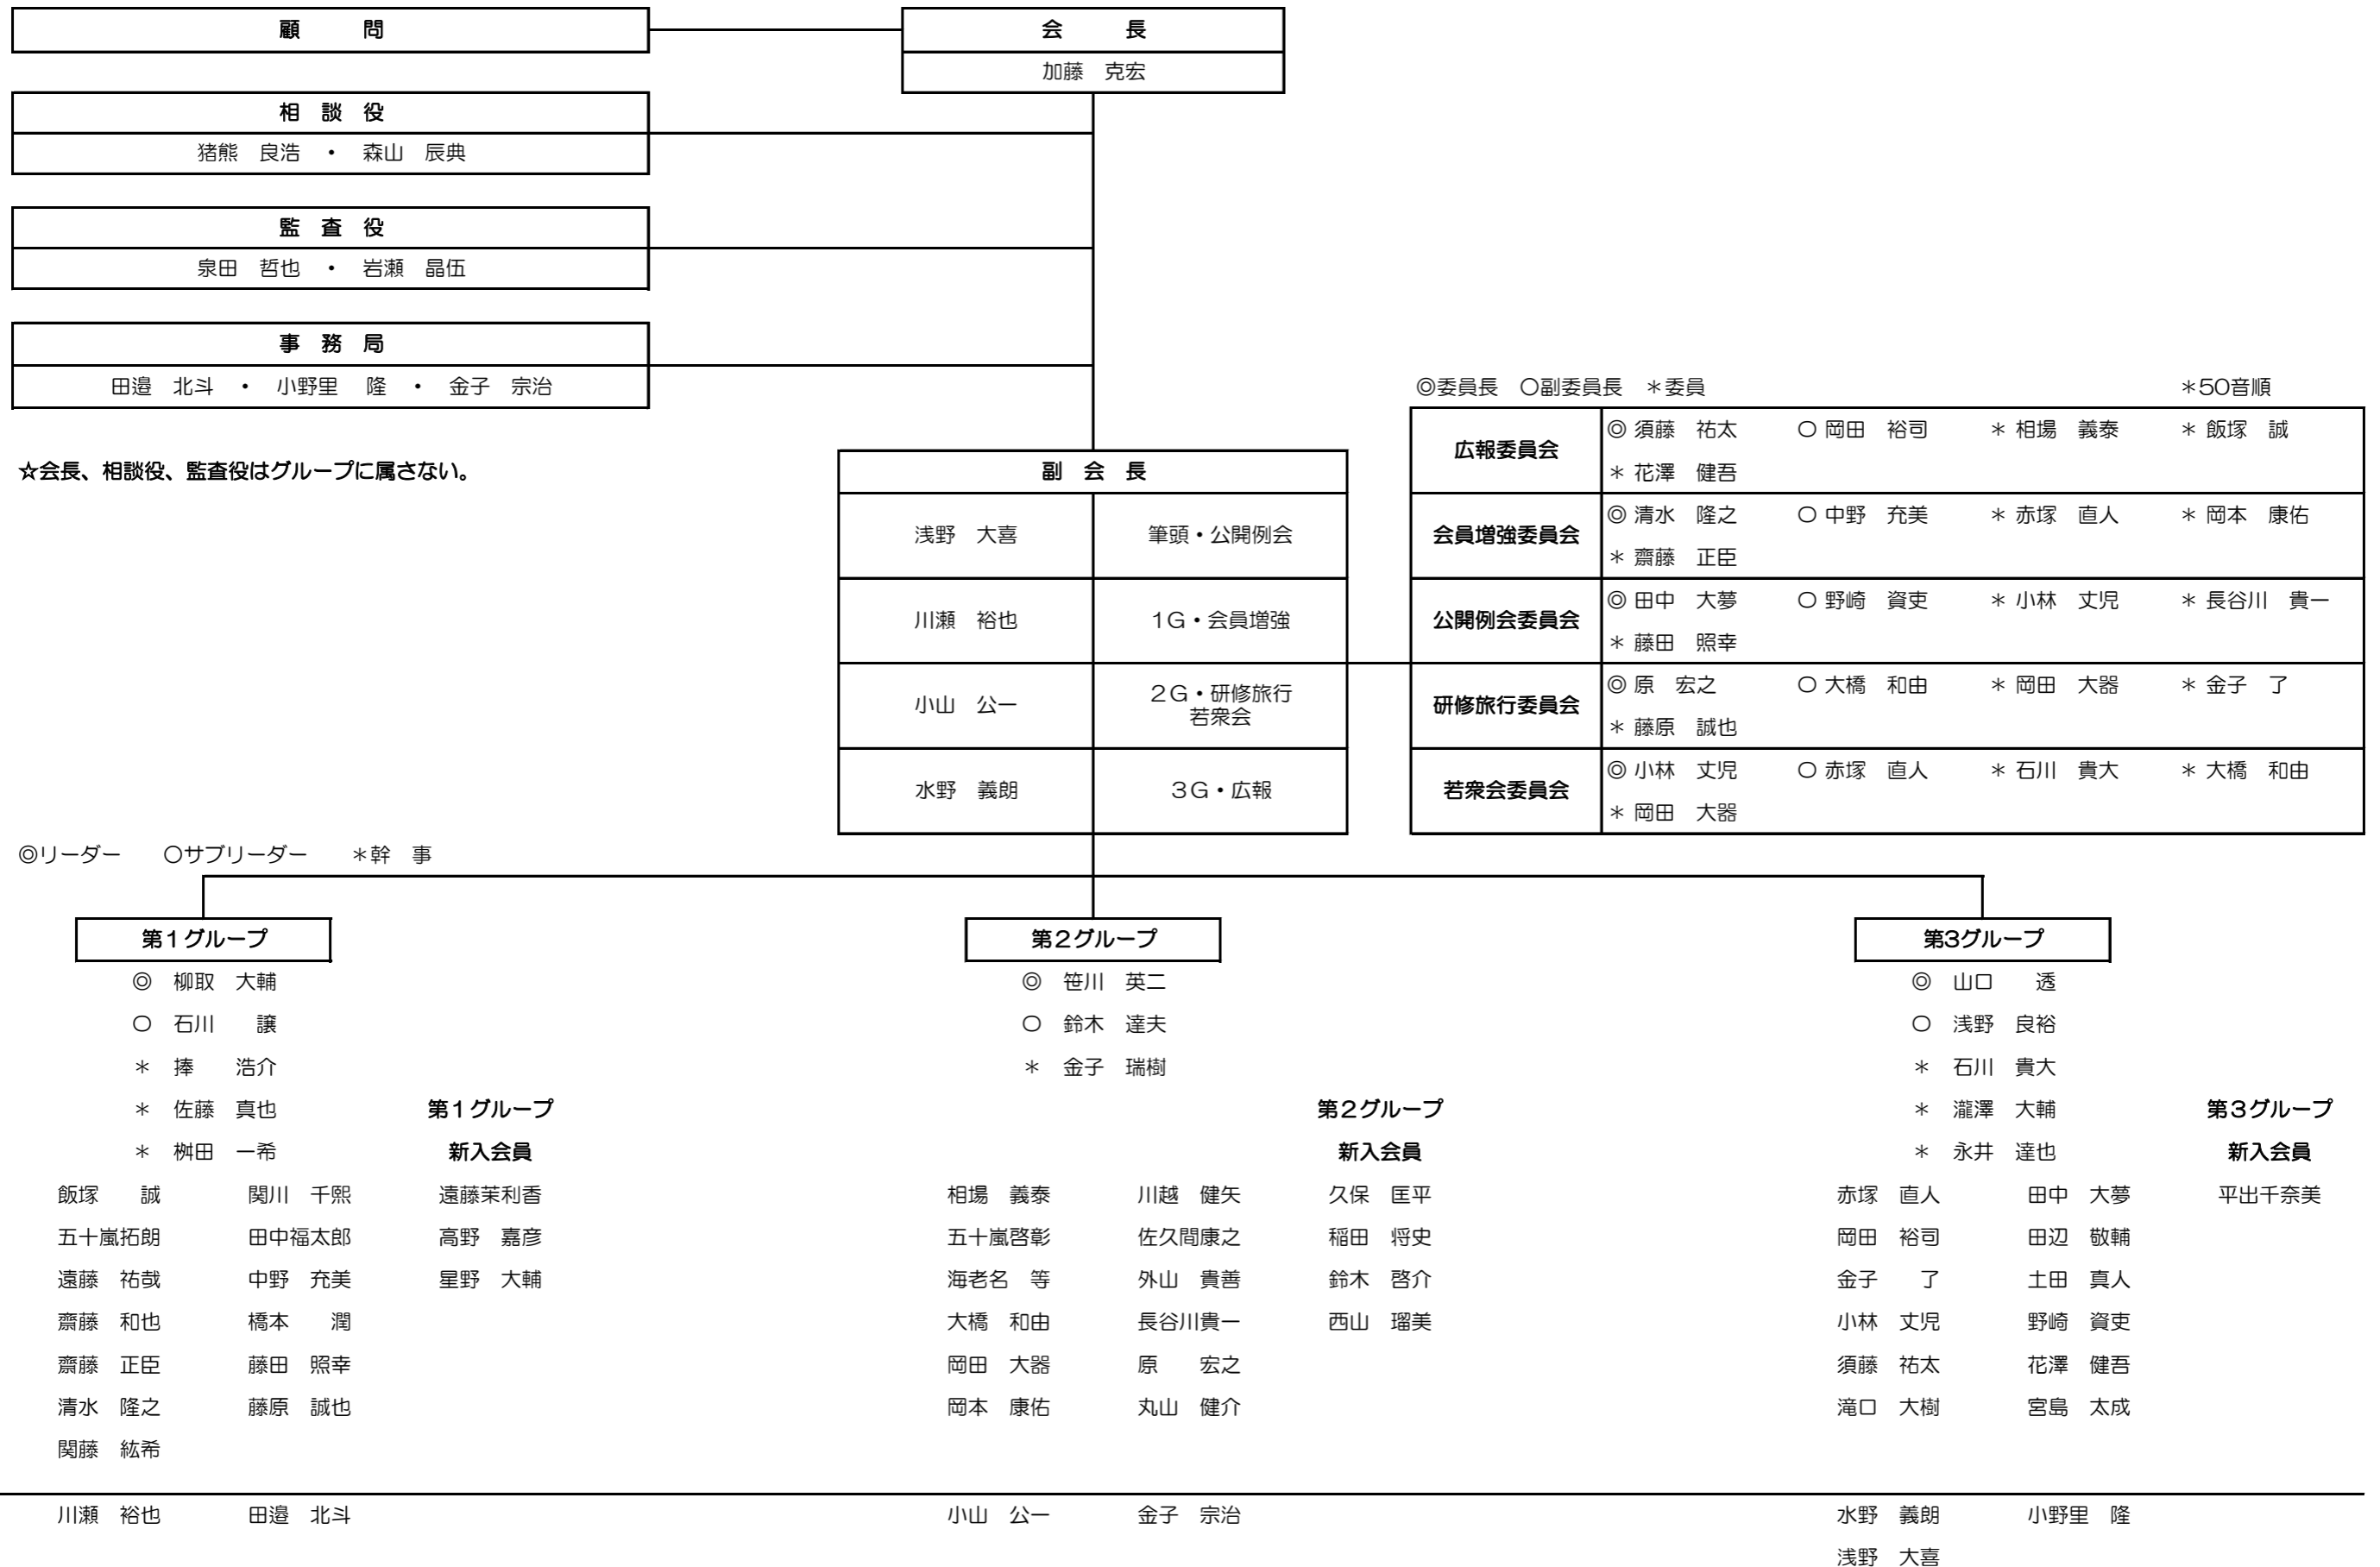 顧　問　会　長
加藤　克宏
相　談　役
猪熊　良浩　・　森山　辰典
監　査　役
泉田　哲也　・　岩瀬　晶伍
事　務　局
田邉　北斗　・　小野里　隆　・　金子　宗治
☆会長、相談役、監査役はグループに属さない。
副　会　長
浅野　大喜　筆頭・公開例会
川瀬　裕也　1G・会員増強
小山　公一　2G・研修旅行
若衆会
水野　義朗　3G・広報
◎委員長　〇副委員長　＊委員　＊50音順
広報委員会
◎ 須藤　祐太　〇 岡田　裕司　＊ 相場　義泰　＊ 飯塚　誠
＊ 花澤　健吾
会員増強委員会
◎ 清水　隆之　〇 中野　充美　＊ 赤塚　直人　＊ 岡本　康佑
＊ 齋藤　正臣
公開例会委員会
◎ 田中　大夢　〇 野崎　資吏　＊ 小林　丈児　＊ 長谷川　貴一
＊ 藤田　照幸
研修旅行委員会
◎ 原　宏之　〇 大橋　和由　＊ 岡田　大器　＊ 金子　了
＊ 藤原　誠也
若衆会委員会
◎ 小林　丈児　〇 赤塚　直人　＊ 石川　貴大　＊ 大橋　和由
＊ 岡田　大器
◎リーダー　〇サブリーダー　＊幹　事
第1グループ
◎　柳取　大輔
〇　石川　譲
＊　捧　浩介
＊　佐藤　真也
＊　桝田　一希
飯塚　誠　関川　千熙
五十嵐拓朗　田中福太郎
遠藤　祐哉　中野　充美
齋藤　和也　橋本　潤
齋藤　正臣　藤田　照幸
清水　隆之　藤原　誠也
関藤　紘希
第1グループ
新入会員
遠藤茉利香
高野　嘉彦
星野　大輔
川瀬　裕也　田邉　北斗
第2グループ
◎　笹川　英二
〇　鈴木　達夫
＊　金子　瑞樹
相場　義泰　川越　健矢
五十嵐啓彰　佐久間康之
海老名　等　外山　貴善
大橋　和由　長谷川貴一
岡田　大器　原　宏之
岡本　康佑　丸山　健介
第2グループ
新入会員
久保　匡平
稲田　将史
鈴木　啓介
西山　瑠美
小山　公一　金子　宗治
第3グループ
◎　山口　透
〇　浅野　良裕
＊　石川　貴大
＊　瀧澤　大輔
＊　永井　達也
赤塚　直人　田中　大夢
岡田　裕司　田辺　敬輔
金子　了　土田　真人
小林　丈児　野崎　資吏
須藤　祐太　花澤　健吾
滝口　大樹　宮島　太成
第3グループ
新入会員
平出千奈美
水野　義朗　小野里　隆
浅野　大喜